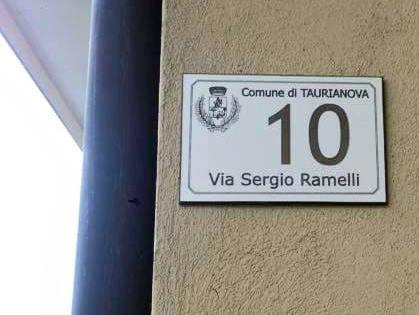 Comune di TAURIANOVA
10
Via Sergio Ramelli